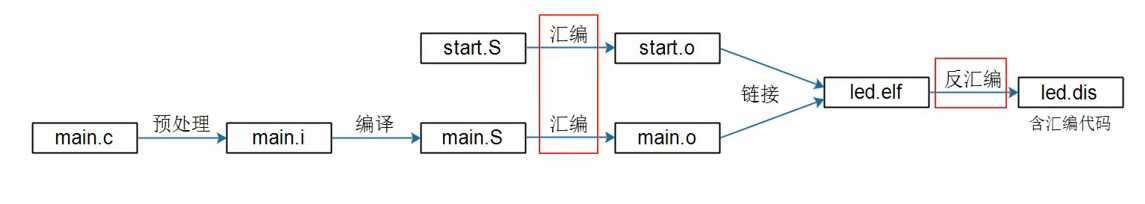 start.S
汇编
start.o
链接
led.elf
反汇编
led.dis
含汇编代码
main.c
预处理
main.i
编译
main.S
汇编
main.o